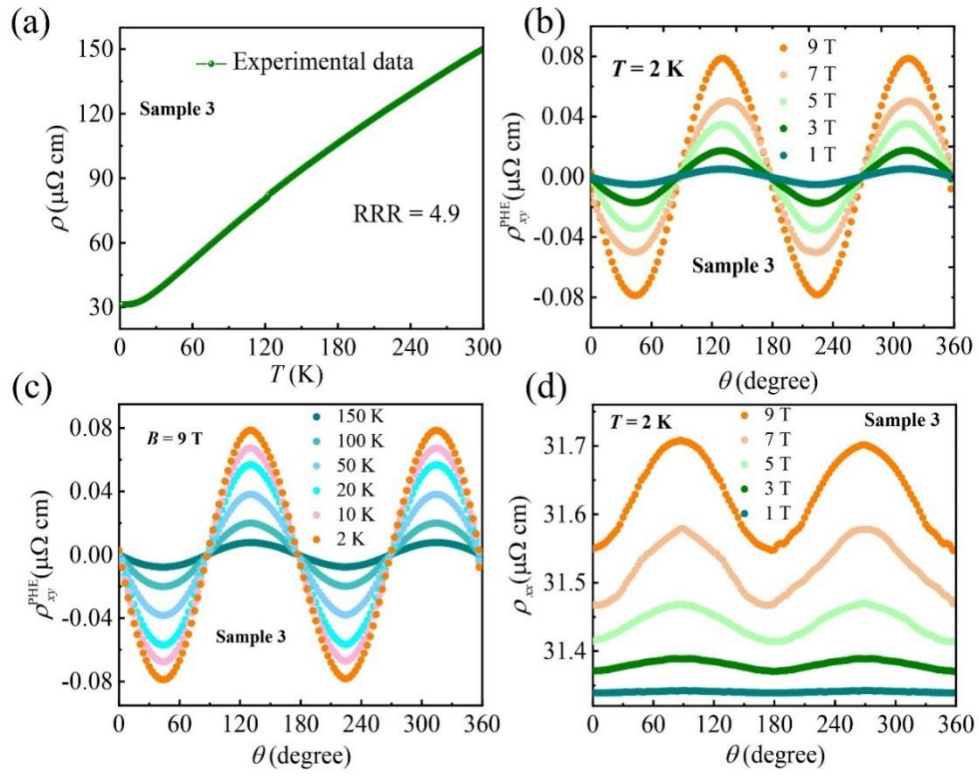 (a)
150
120
90
60
30
ρ (μΩ cm)
Experimental data
Sample 3
RRR = 4.9
0 60 120 180 240 300
T (K)
(b)
0.08
0.04
0.00
-0.04
-0.08
ρxy^PHE (μΩ cm)
T = 2 K
9 T
7 T
5 T
3 T
1 T
Sample 3
0 60 120 180 240 300 360
θ (degree)
(c)
0.08
0.04
0.00
-0.04
-0.08
ρxy^PHE (μΩ cm)
B = 9 T
150 K
100 K
50 K
20 K
10 K
2 K
Sample 3
0 60 120 180 240 300 360
θ (degree)
(d)
31.7
31.6
31.5
31.4
ρxx (μΩ cm)
T = 2 K
9 T
7 T
5 T
3 T
1 T
Sample 3
0 60 120 180 240 300 360
θ (degree)